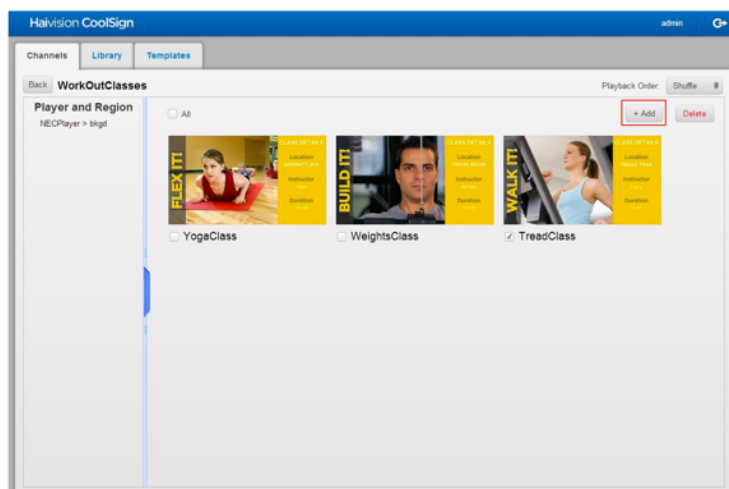 Haivision CoolSign
admin
Channels
Library
Templates
Back
WorkOutClasses
Playback Order:
Shuffle
Player and Region
NECPlayer > bkgd
All
+ Add
Delete
FLEX IT!
CLASS DETAILS
Location
SERENITY SPA
Instructor
Duration
YogaClass
BUILD IT!
CLASS DETAILS
Location
Instructor
Duration
WeightsClass
WALK IT!
CLASS DETAILS
Location
Instructor
Duration
TreadClass